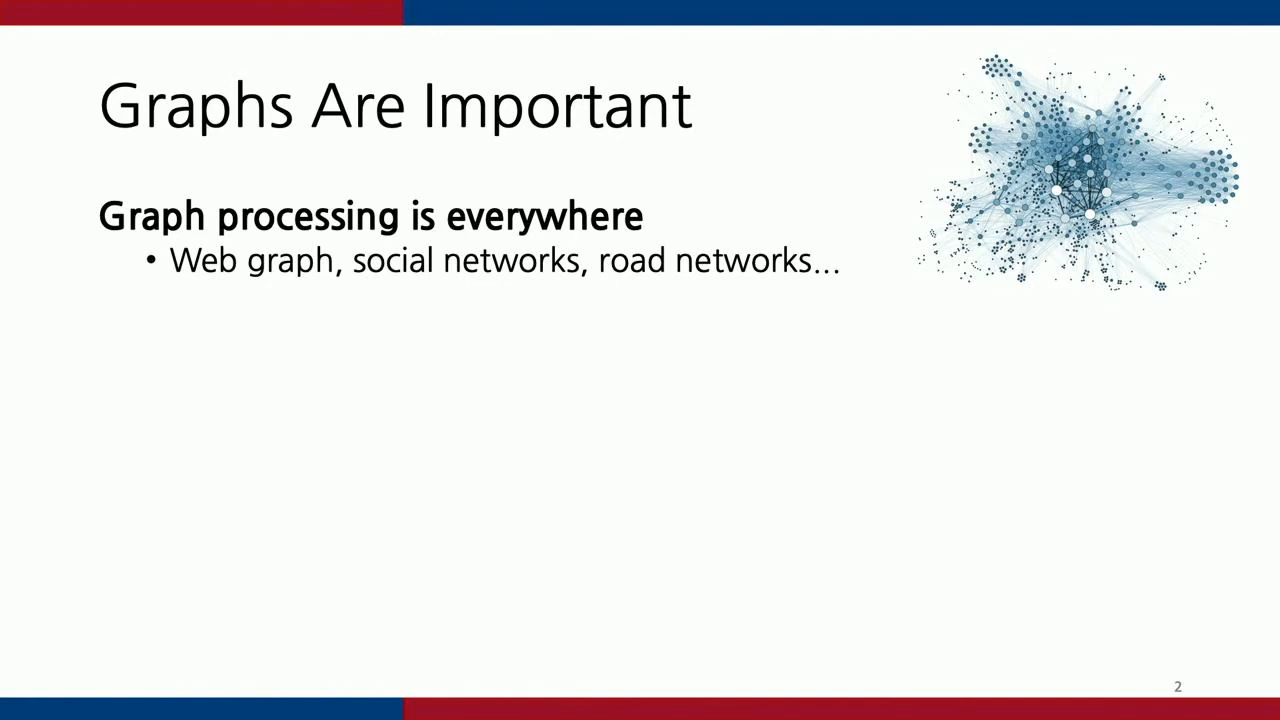 Graphs Are Important
Graph processing is everywhere
• Web graph, social networks, road networks...
2